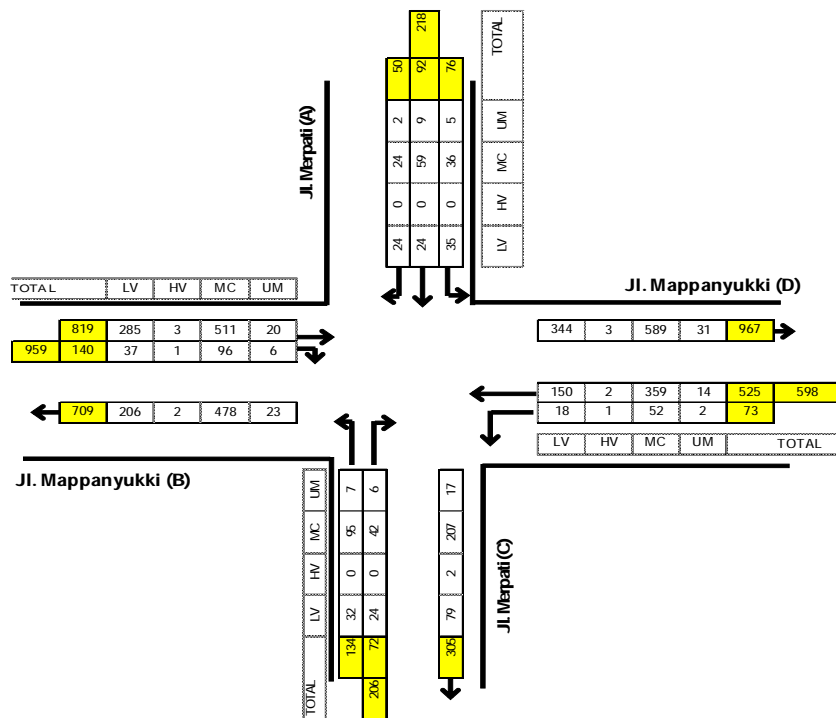 218
TOTAL
50 92 76
2 9 5 UM
24 59 36 MC
0 0 0 HV
24 24 35 LV
Jl. Merpati (A)
TOTAL LV HV MC UM
Jl. Mappanyukki (D)
819 285 3 511 20
959 140 37 1 96 6
344 3 589 31 967
709 206 2 478 23
150 2 359 14 525 598
18 1 52 2 73
LV HV MC UM TOTAL
Jl. Mappanyukki (B)
UM 7 6 17
MC 95 42 207
HV 0 0 2
LV 32 24 79
TOTAL 134 72 305
206
Jl. Merpati (C)